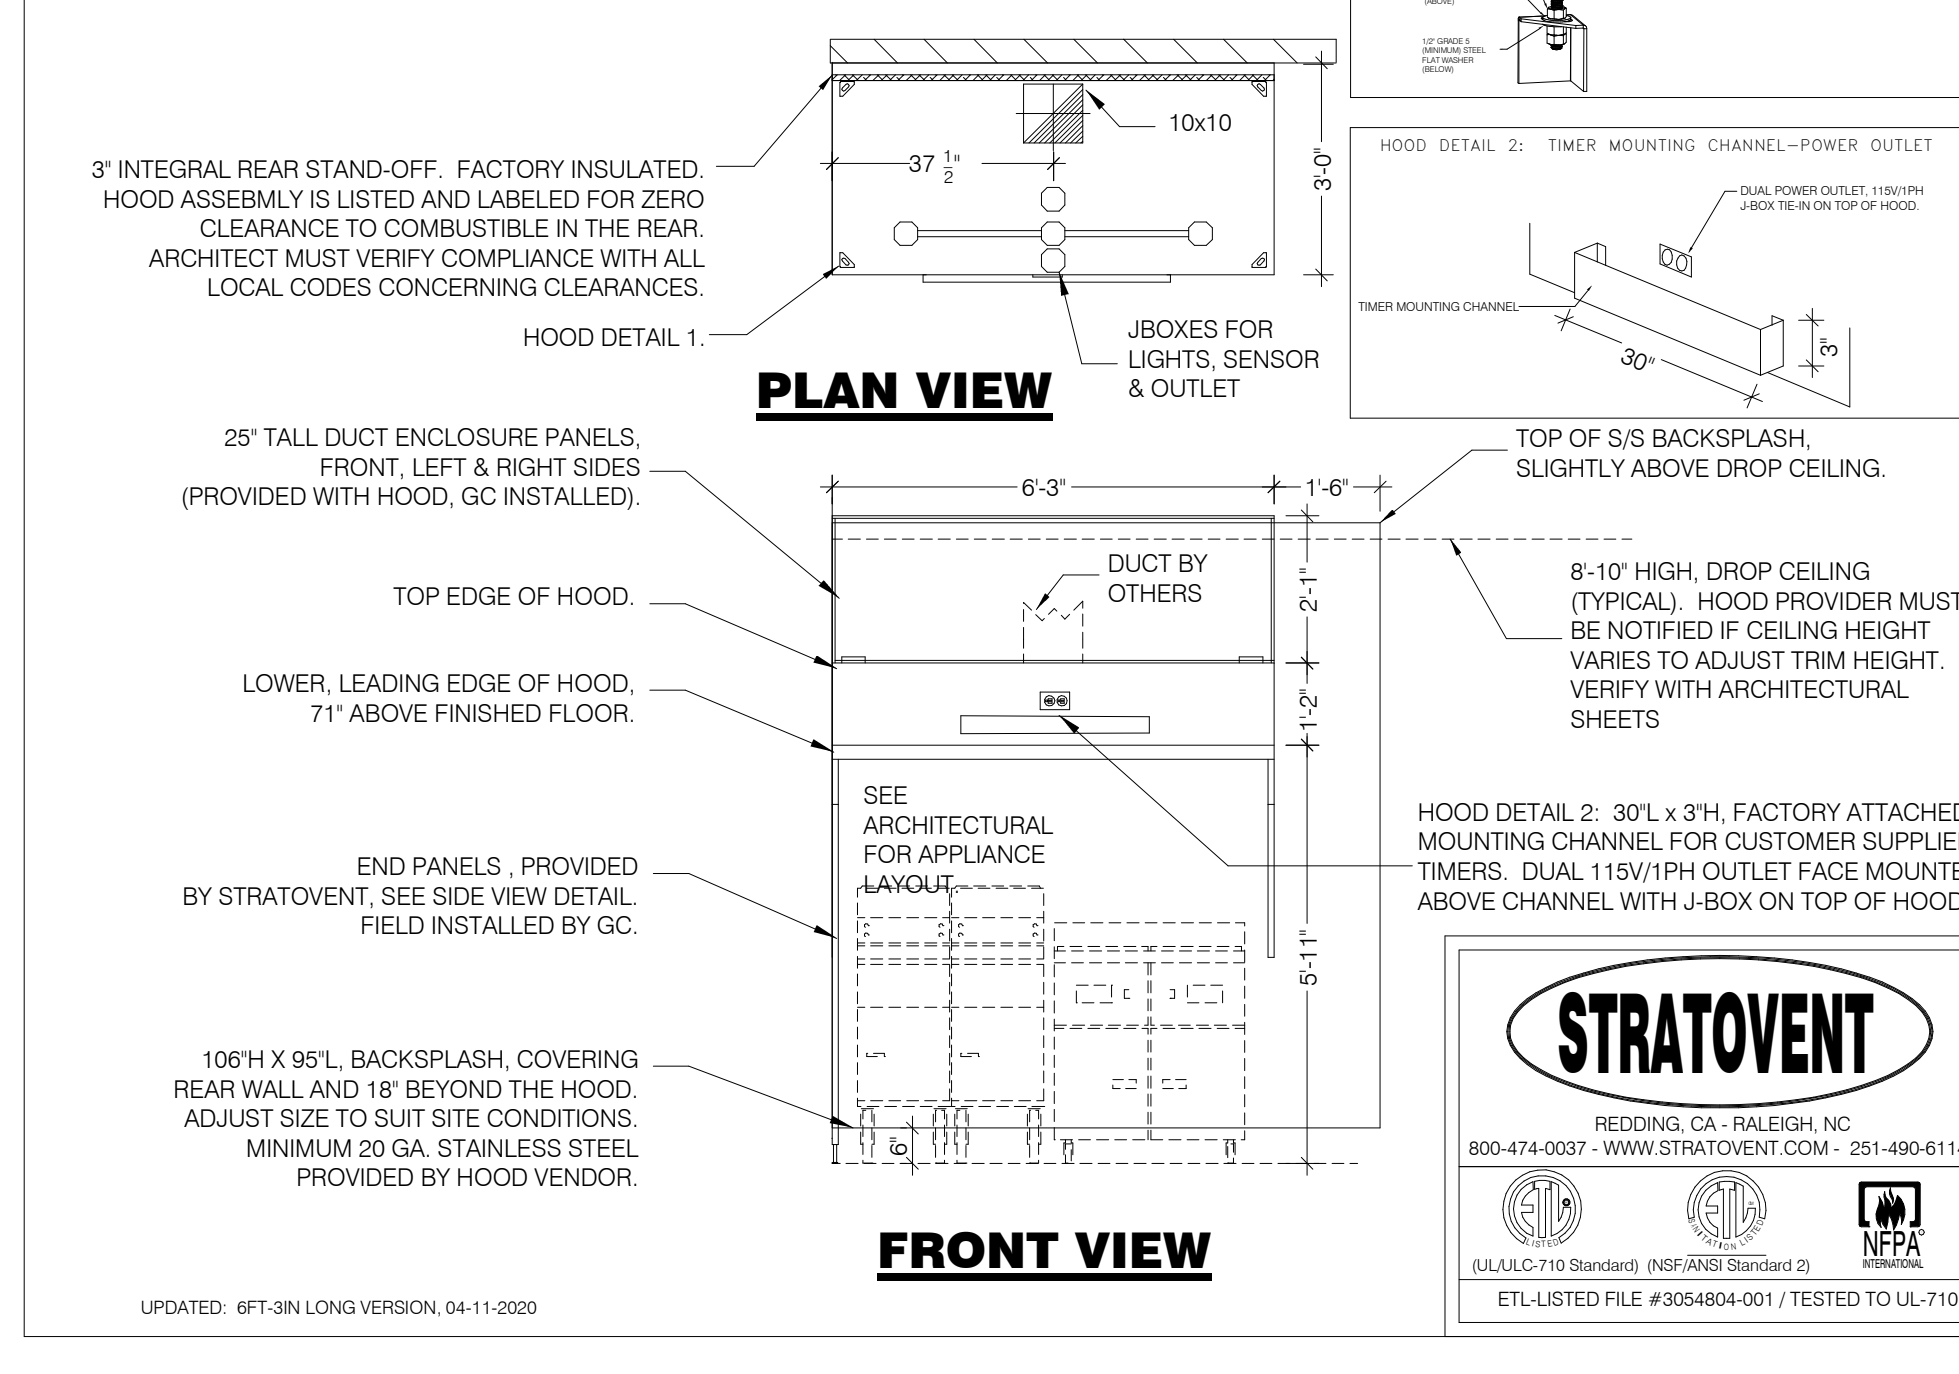 (ABOVE)
1/2" GRADE 5
(MINIMUM) STEEL
FLAT WASHER
(BELOW)
10x10
37 1/2"
3'-0"
3" INTEGRAL REAR STAND-OFF. FACTORY INSULATED.
HOOD ASSEBMLY IS LISTED AND LABELED FOR ZERO
CLEARANCE TO COMBUSTIBLE IN THE REAR.
ARCHITECT MUST VERIFY COMPLIANCE WITH ALL
LOCAL CODES CONCERNING CLEARANCES.
HOOD DETAIL 1.
JBOXES FOR
LIGHTS, SENSOR
& OUTLET
PLAN VIEW
HOOD DETAIL 2: TIMER MOUNTING CHANNEL-POWER OUTLET
DUAL POWER OUTLET, 115V/1PH
J-BOX TIE-IN ON TOP OF HOOD.
TIMER MOUNTING CHANNEL
30"
3"
25" TALL DUCT ENCLOSURE PANELS,
FRONT, LEFT & RIGHT SIDES
(PROVIDED WITH HOOD, GC INSTALLED).
TOP OF S/S BACKSPLASH,
SLIGHTLY ABOVE DROP CEILING.
6'-3"
1'-6"
DUCT BY
OTHERS
2'-1"
8'-10" HIGH, DROP CEILING
(TYPICAL). HOOD PROVIDER MUST
BE NOTIFIED IF CEILING HEIGHT
VARIES TO ADJUST TRIM HEIGHT.
VERIFY WITH ARCHITECTURAL
SHEETS
TOP EDGE OF HOOD.
LOWER, LEADING EDGE OF HOOD,
71" ABOVE FINISHED FLOOR.
1'-2"
SEE
ARCHITECTURAL
FOR APPLIANCE
LAYOUT.
HOOD DETAIL 2: 30"L x 3"H, FACTORY ATTACHED
MOUNTING CHANNEL FOR CUSTOMER SUPPLIE
TIMERS. DUAL 115V/1PH OUTLET FACE MOUNTE
ABOVE CHANNEL WITH J-BOX ON TOP OF HOOD
END PANELS , PROVIDED
BY STRATOVENT, SEE SIDE VIEW DETAIL.
FIELD INSTALLED BY GC.
5'-11"
106"H X 95"L, BACKSPLASH, COVERING
REAR WALL AND 18" BEYOND THE HOOD.
ADJUST SIZE TO SUIT SITE CONDITIONS.
MINIMUM 20 GA. STAINLESS STEEL
PROVIDED BY HOOD VENDOR.
6"
FRONT VIEW
STRATOVENT
REDDING, CA - RALEIGH, NC
800-474-0037 - WWW.STRATOVENT.COM - 251-490-6114
ETL
LISTED
ETL
SANITATION LISTED
NFPA
INTERNATIONAL
(UL/ULC-710 Standard) (NSF/ANSI Standard 2)
ETL-LISTED FILE #3054804-001 / TESTED TO UL-710
UPDATED: 6FT-3IN LONG VERSION, 04-11-2020